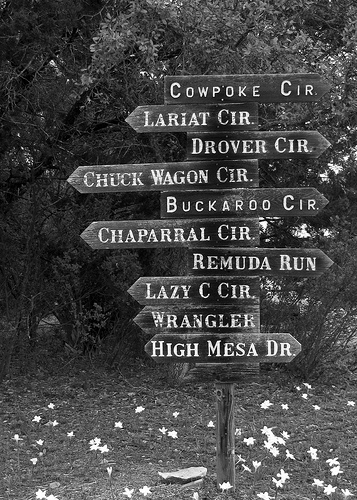 COWPOKE CIR.
LARIAT CIR.
DROVER CIR.
CHUCK WAGON CIR.
BUCKAROO CIR.
CHAPARRAL CIR.
REMUDA RUN
LAZY C CIR.
WRANGLER
HIGH MESA DR.